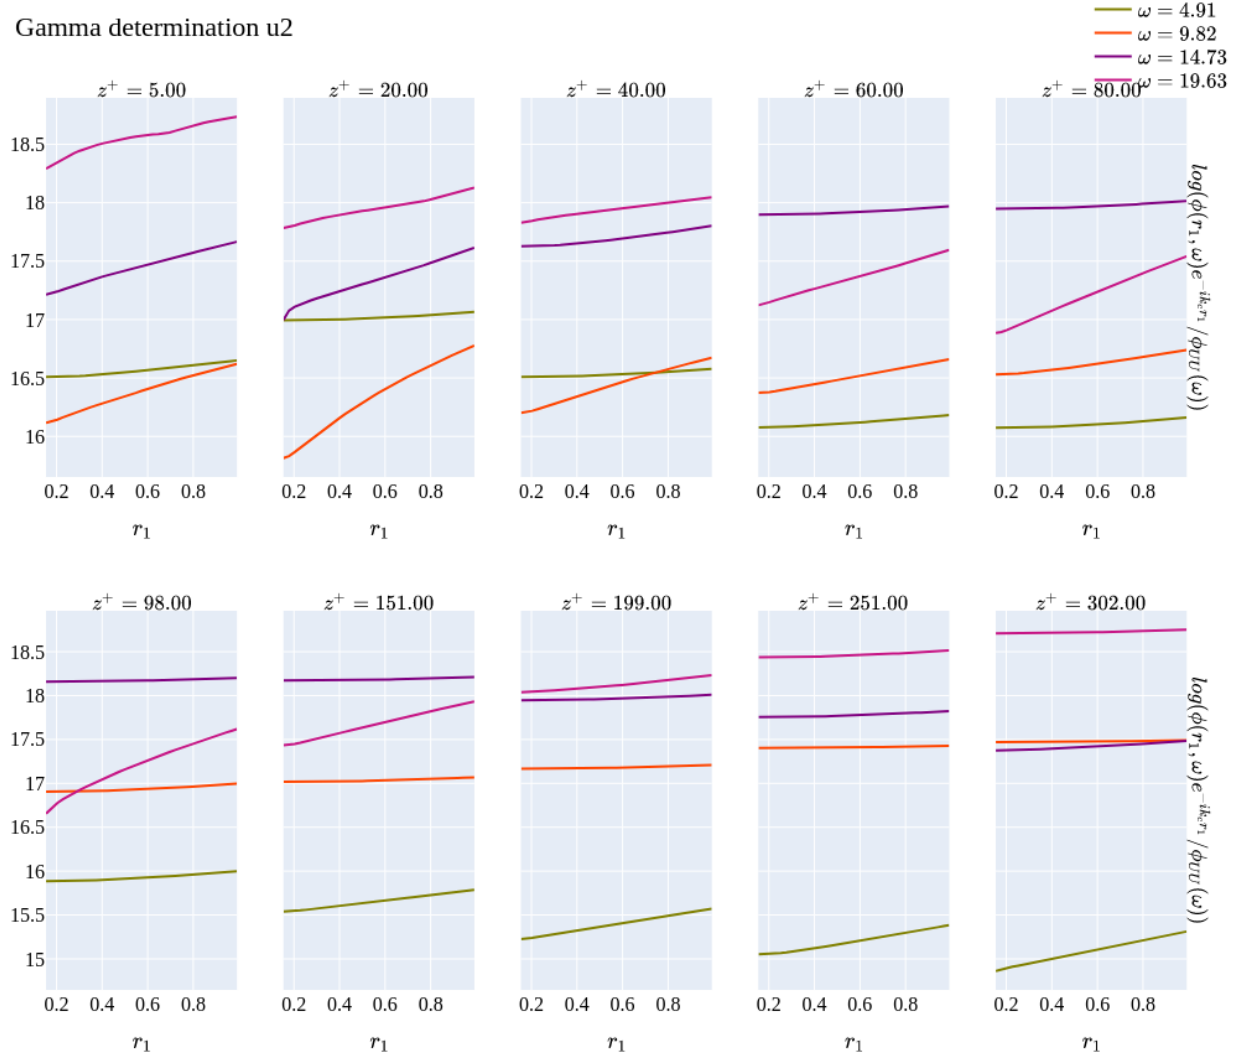 Gamma determination u2
ω = 4.91
ω = 9.82
ω = 14.73
ω = 19.63
z⁺ = 5.00
z⁺ = 20.00
z⁺ = 40.00
z⁺ = 60.00
z⁺ = 80.00
18.5
18
17.5
17
16.5
16
0.2 0.4 0.6 0.8
0.2 0.4 0.6 0.8
0.2 0.4 0.6 0.8
0.2 0.4 0.6 0.8
0.2 0.4 0.6 0.8
r₁
r₁
r₁
r₁
r₁
log(ϕ(r₁, ω)e^{-ik_c r₁}/ϕ_{UU}(ω))
z⁺ = 98.00
z⁺ = 151.00
z⁺ = 199.00
z⁺ = 251.00
z⁺ = 302.00
18.5
18
17.5
17
16.5
16
15.5
15
0.2 0.4 0.6 0.8
0.2 0.4 0.6 0.8
0.2 0.4 0.6 0.8
0.2 0.4 0.6 0.8
0.2 0.4 0.6 0.8
r₁
r₁
r₁
r₁
r₁
log(ϕ(r₁, ω)e^{-ik_c r₁}/ϕ_{UU}(ω))